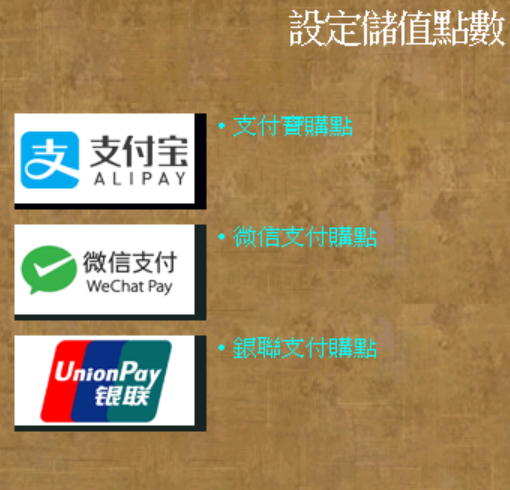 設定儲值點數
支付宝
ALIPAY
• 支付寶購點
微信支付
WeChat Pay
• 微信支付購點
UnionPay
银联
• 銀聯支付購點